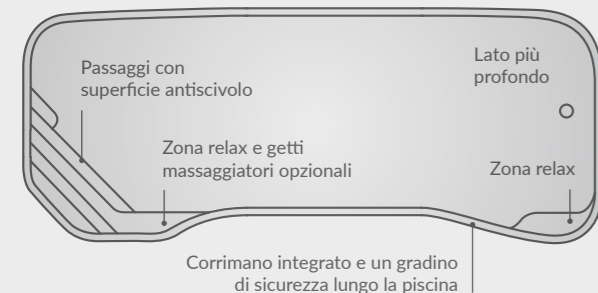 Passaggi con
superficie antiscivolo
Lato più
profondo
Zona relax e getti
massaggiatori opzionali
Zona relax
Corrimano integrato e un gradino
di sicurezza lungo la piscina